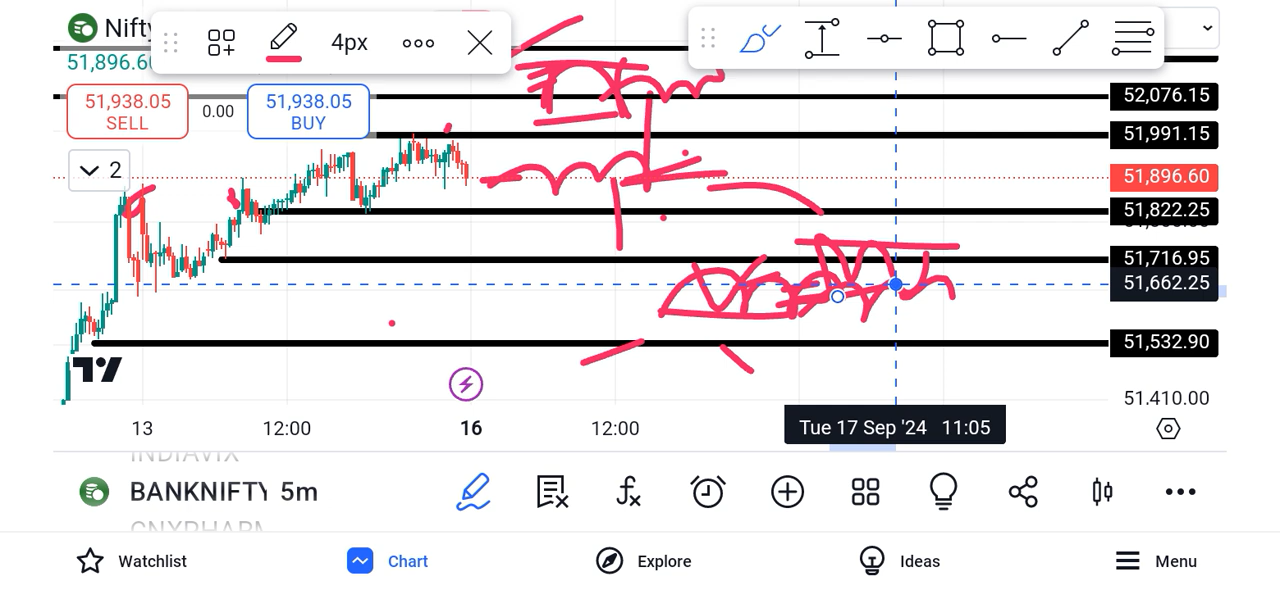 Nifty
4px
51,896.60
51,938.05
SELL
0.00
51,938.05
BUY
2
52,076.15
51,991.15
51,896.60
51,822.25
51,716.95
51,662.25
51,532.90
51,410.00
13
12:00
16
12:00
Tue 17 Sep '24 11:05
INDIAVIX
BANKNIFTY 5m
CNXPHARMA
Watchlist
Chart
Explore
Ideas
Menu